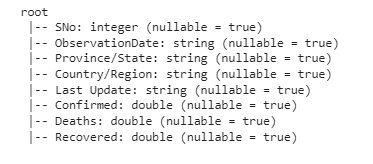 root
|-- SNo: integer (nullable = true)
|-- ObservationDate: string (nullable = true)
|-- Province/State: string (nullable = true)
|-- Country/Region: string (nullable = true)
|-- Last Update: string (nullable = true)
|-- Confirmed: double (nullable = true)
|-- Deaths: double (nullable = true)
|-- Recovered: double (nullable = true)